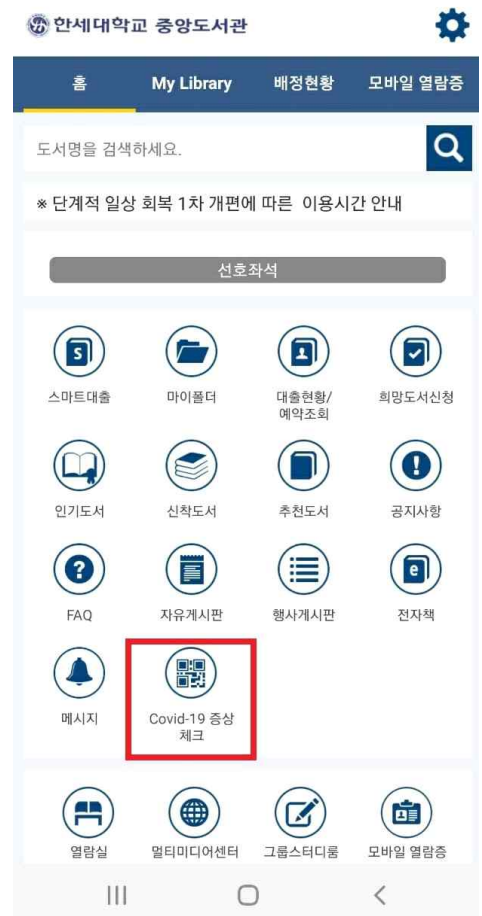 한세대학교 중앙도서관
홈 My Library 배정현황 모바일 열람증
도서명을 검색하세요.
※ 단계적 일상 회복 1차 개편에 따른 이용시간 안내
선호좌석
S
스마트대출 마이폴더 대출현황/ 희망도서신청
예약조회
인기도서 신착도서 추천도서 공지사항
e
FAQ 자유게시판 행사게시판 전자책
메시지 Covid-19 증상
체크
열람실 멀티미디어센터 그룹스터디룸 모바일 열람증